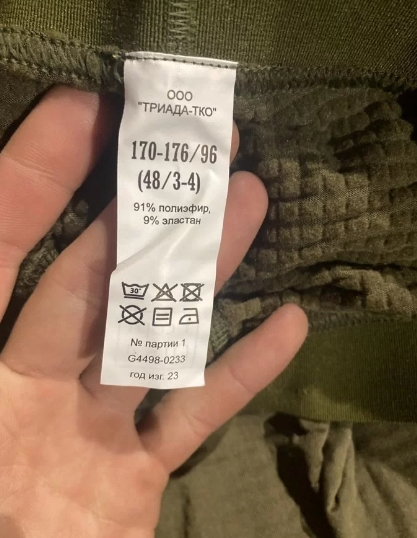 ООО
"ТРИАДА-ТКО"
170-176/96
(48/3-4)
91% полиэфир,
9% эластан
30°
№ партии 1
G4498-0233
год изг. 23